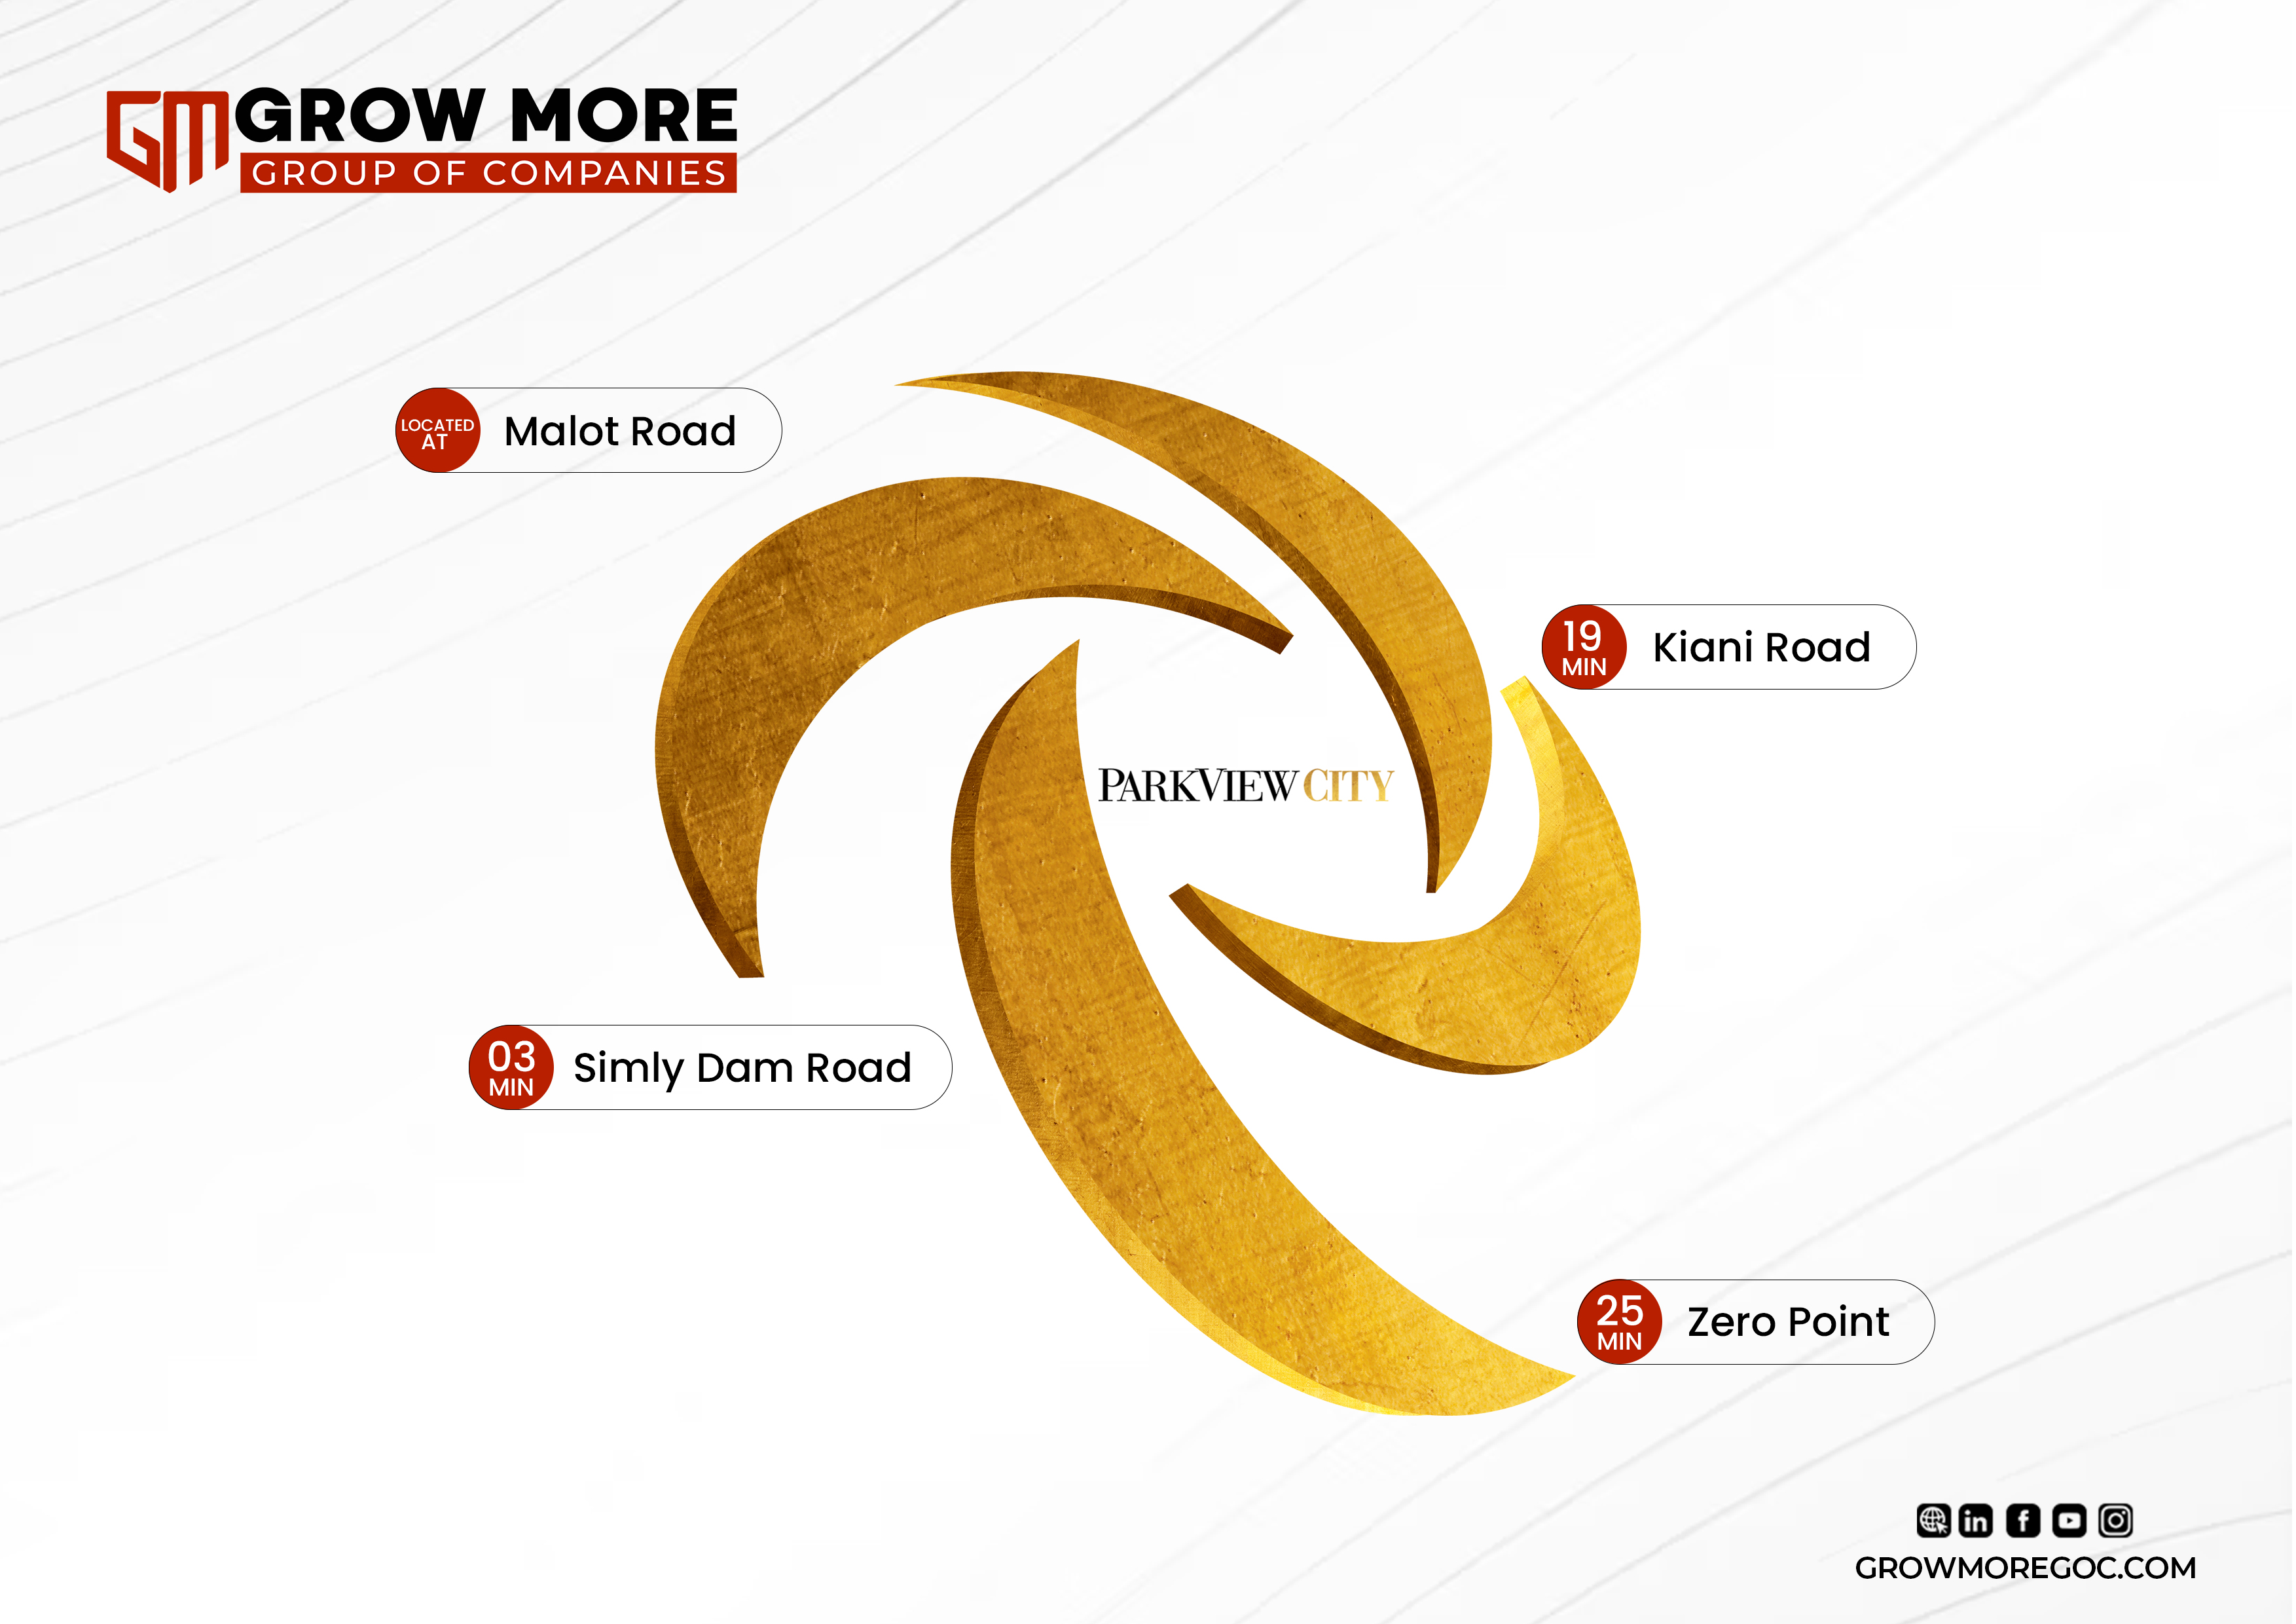 GM GROW MORE
GROUP OF COMPANIES
LOCATED
AT
Malot Road
19
MIN
Kiani Road
PARKVIEW CITY
03
MIN
Simly Dam Road
25
MIN
Zero Point
GROWMOREGOC.COM